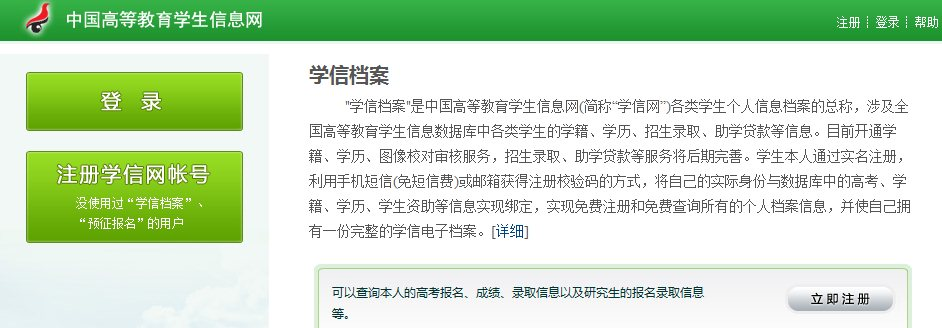 中国高等教育学生信息网
注册 | 登录 | 帮助
登 录
注册学信网帐号
没使用过“学信档案”、
“预征报名”的用户
学信档案
"学信档案"是中国高等教育学生信息网(简称“学信网”)各类学生个人信息档案的总称，涉及全
国高等教育学生信息数据库中各类学生的学籍、学历、招生录取、助学贷款等信息。目前开通学
籍、学历、图像校对审核服务，招生录取、助学贷款等服务将后期完善。学生本人通过实名注册，
利用手机短信(免短信费)或邮箱获得注册校验码的方式，将自己的实际身份与数据库中的高考、学
籍、学历、学生资助等信息实现绑定，实现免费注册和免费查询所有的个人档案信息，并使自己拥
有一份完整的学信电子档案。[详细]
可以查询本人的高考报名、成绩、录取信息以及研究生的报名录取信息
等。
立即注册